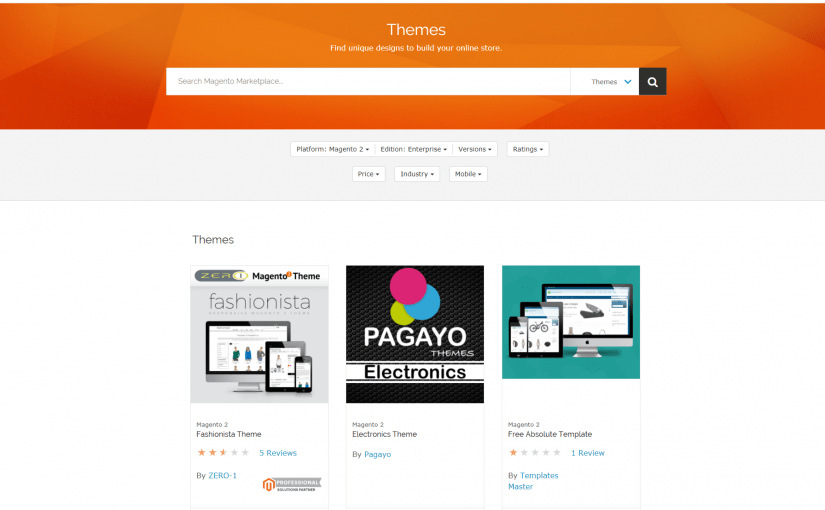 Themes
Find unique designs to build your online store.
Search Magento Marketplace...
Themes
Platform: Magento 2
Edition: Enterprise
Versions
Ratings
Price
Industry
Mobile
Themes
ZERO 1 Magento Theme
fashionista
RESPONSIVE MAGENTO 2 THEME
PAGAYO
THEMES
Electronics
Magento 2
Fashionista Theme
5 Reviews
By ZERO-1
PROFESSIONAL
SOLUTIONS PARTNER
Magento 2
Electronics Theme
By Pagayo
Magento 2
Free Absolute Template
1 Review
By Templates
Master